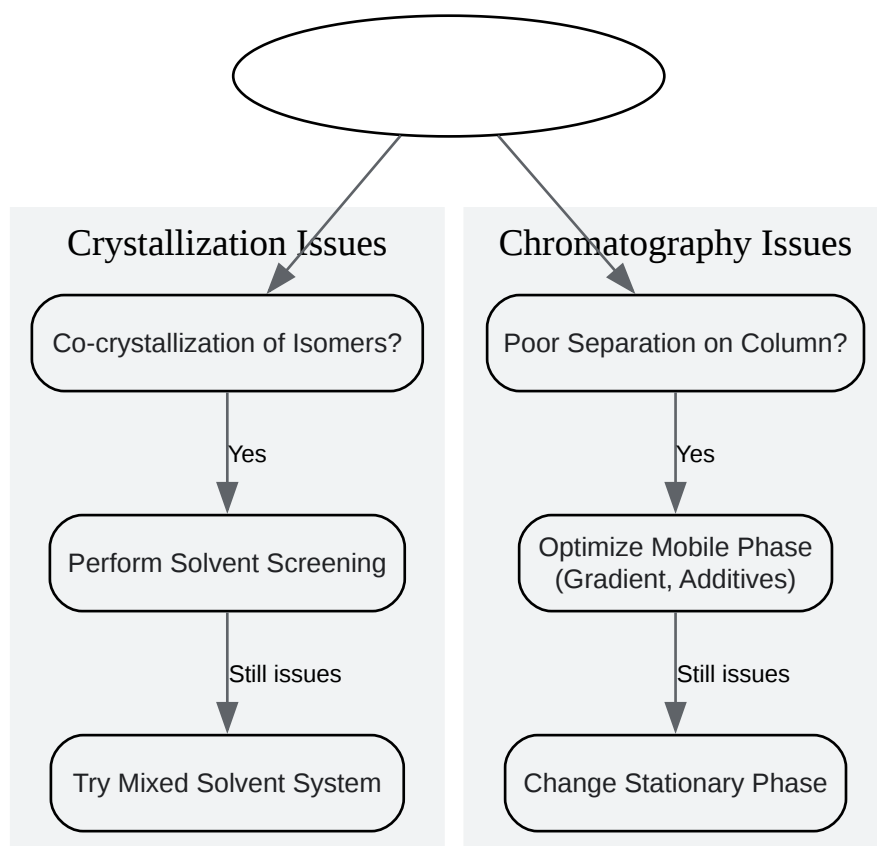 Crystallization Issues
Co-crystallization of Isomers?
Yes
Perform Solvent Screening
Still issues
Try Mixed Solvent System
Chromatography Issues
Poor Separation on Column?
Yes
Optimize Mobile Phase
(Gradient, Additives)
Still issues
Change Stationary Phase